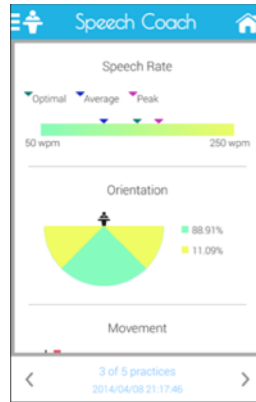 Speech Coach
Speech Rate
Optimal Average Peak
50 wpm 250 wpm
Orientation
88.91%
11.09%
Movement
3 of 5 practices
2014/04/08 21:17:46